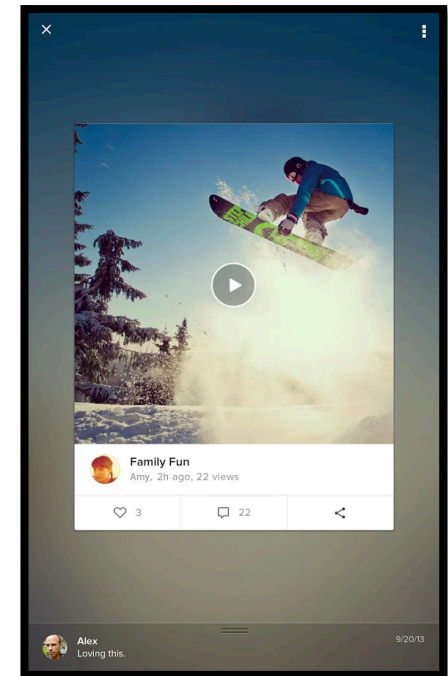 Family Fun
Amy, 2h ago, 22 views
3
22
Alex
9/20/13
Loving this.